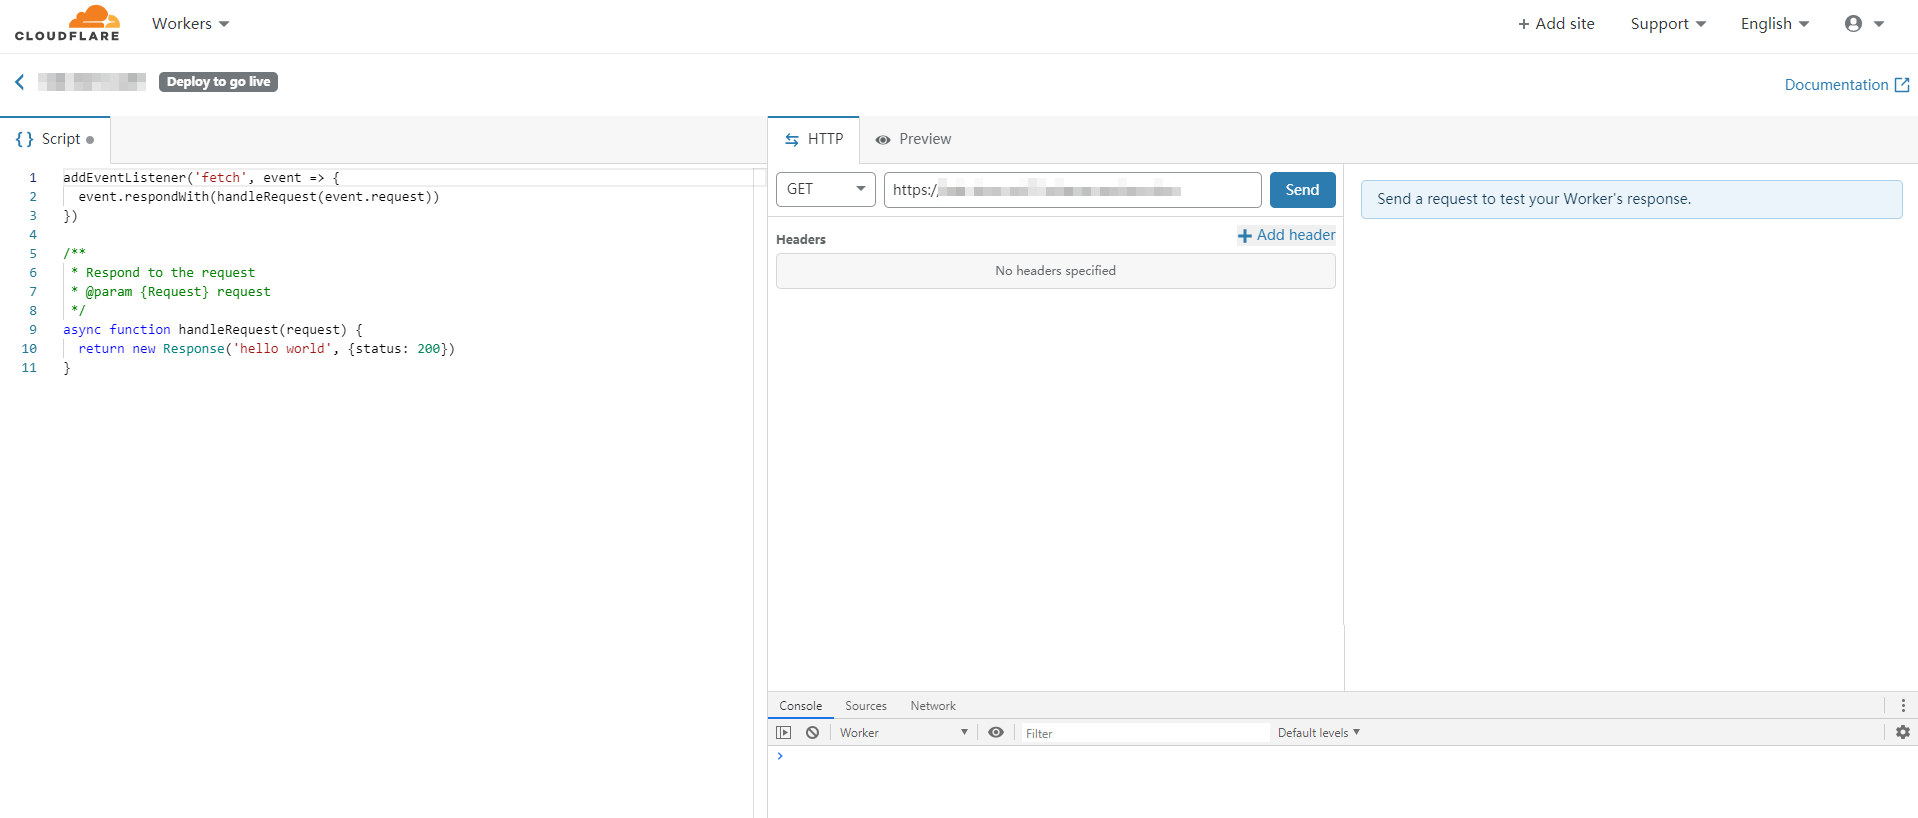 CLOUDFLARE
Workers
+ Add site
Support
English
Deploy to go live
Documentation
{ } Script
HTTP
Preview
1 addEventListener('fetch', event => {
2   event.respondWith(handleRequest(event.request))
3 })
4
5 /**
6  * Respond to the request
7  * @param {Request} request
8  */
9 async function handleRequest(request) {
10   return new Response('hello world', {status: 200})
11 }
GET
https:/
Send
Headers
+ Add header
No headers specified
Send a request to test your Worker's response.
Console
Sources
Network
Worker
Filter
Default levels